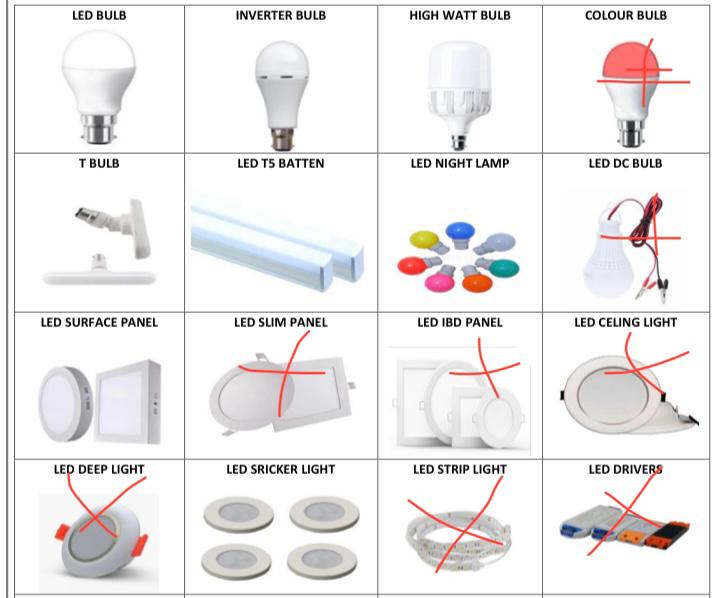 LED BULB
INVERTER BULB
HIGH WATT BULB
COLOUR BULB
T BULB
LED T5 BATTEN
LED NIGHT LAMP
LED DC BULB
LED SURFACE PANEL
LED SLIM PANEL
LED IBD PANEL
LED CELING LIGHT
LED DEEP LIGHT
LED SRICKER LIGHT
LED STRIP LIGHT
LED DRIVERS